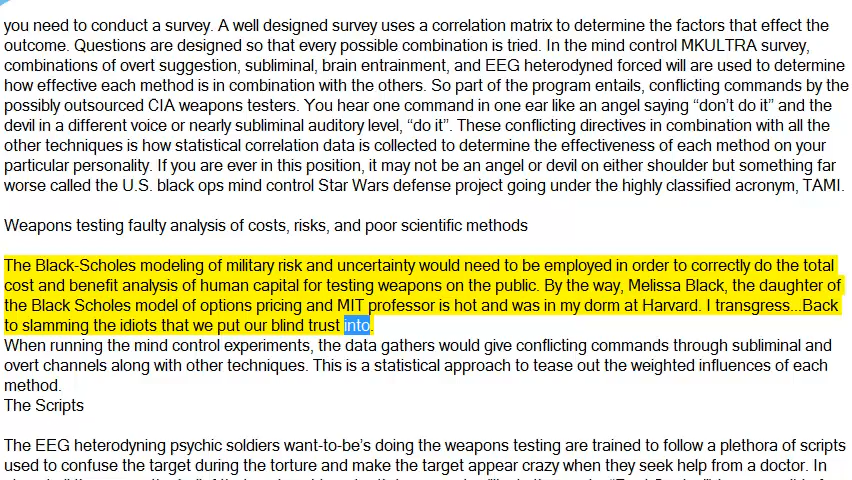 you need to conduct a survey. A well designed survey uses a correlation matrix to determine the factors that effect the
outcome. Questions are designed so that every possible combination is tried. In the mind control MKULTRA survey,
combinations of overt suggestion, subliminal, brain entrainment, and EEG heterodyned forced will are used to determine
how effective each method is in combination with the others. So part of the program entails, conflicting commands by the
possibly outsourced CIA weapons testers. You hear one command in one ear like an angel saying “don’t do it” and the
devil in a different voice or nearly subliminal auditory level, “do it”. These conflicting directives in combination with all the
other techniques is how statistical correlation data is collected to determine the effectiveness of each method on your
particular personality. If you are ever in this position, it may not be an angel or devil on either shoulder but something far
worse called the U.S. black ops mind control Star Wars defense project going under the highly classified acronym, TAMI.
Weapons testing faulty analysis of costs, risks, and poor scientific methods
The Black-Scholes modeling of military risk and uncertainty would need to be employed in order to correctly do the total
cost and benefit analysis of human capital for testing weapons on the public. By the way, Melissa Black, the daughter of
the Black Scholes model of options pricing and MIT professor is hot and was in my dorm at Harvard. I transgress...Back
to slamming the idiots that we put our blind trust into.
When running the mind control experiments, the data gathers would give conflicting commands through subliminal and
overt channels along with other techniques. This is a statistical approach to tease out the weighted influences of each
method.
The Scripts
The EEG heterodyning psychic soldiers want-to-be’s doing the weapons testing are trained to follow a plethora of scripts
used to confuse the target during the torture and make the target appear crazy when they seek help from a doctor. In